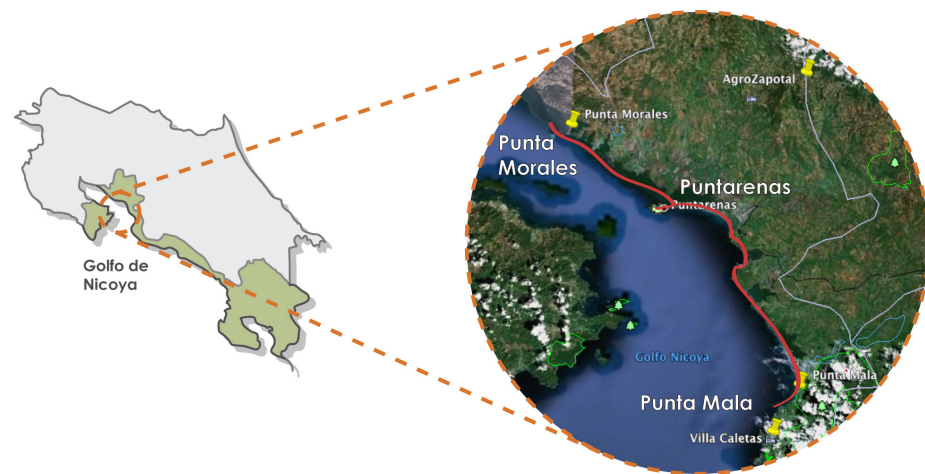 Golfo de
Nicoya
AgroZapotal
Punta Morales
Punta
Morales
Puntarenas
Puntarenas
Golfo Nicoya
Punta Mala
Punta Mala
Villa Caletas